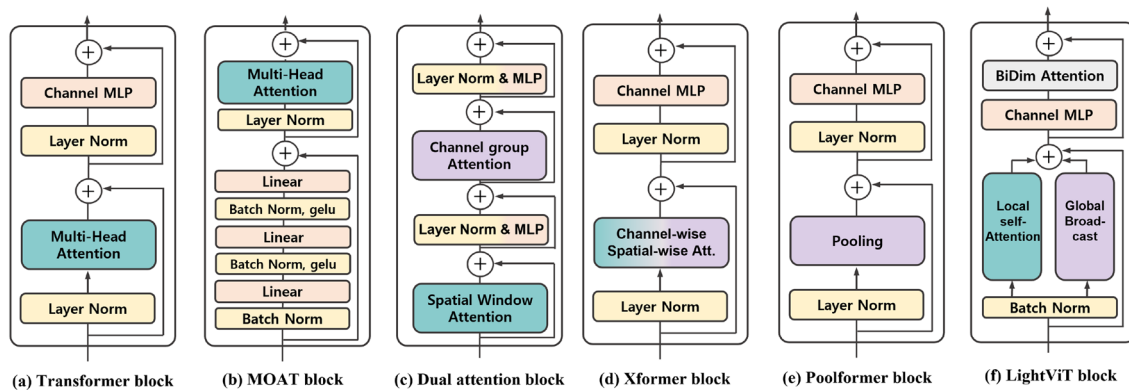 Channel MLP
Layer Norm
Multi-Head
Attention
Layer Norm
(a) Transformer block
Multi-Head
Attention
Layer Norm
Linear
Batch Norm, gelu
Linear
Batch Norm, gelu
Linear
Batch Norm
(b) MOAT block
Layer Norm & MLP
Channel group
Attention
Layer Norm & MLP
Spatial Window
Attention
(c) Dual attention block
Channel MLP
Layer Norm
Channel-wise
Spatial-wise Att.
Layer Norm
(d) Xformer block
Channel MLP
Layer Norm
Pooling
Layer Norm
(e) Poolformer block
BiDim Attention
Channel MLP
Local
self-
Attention
Global
Broad-
cast
Batch Norm
(f) LightViT block